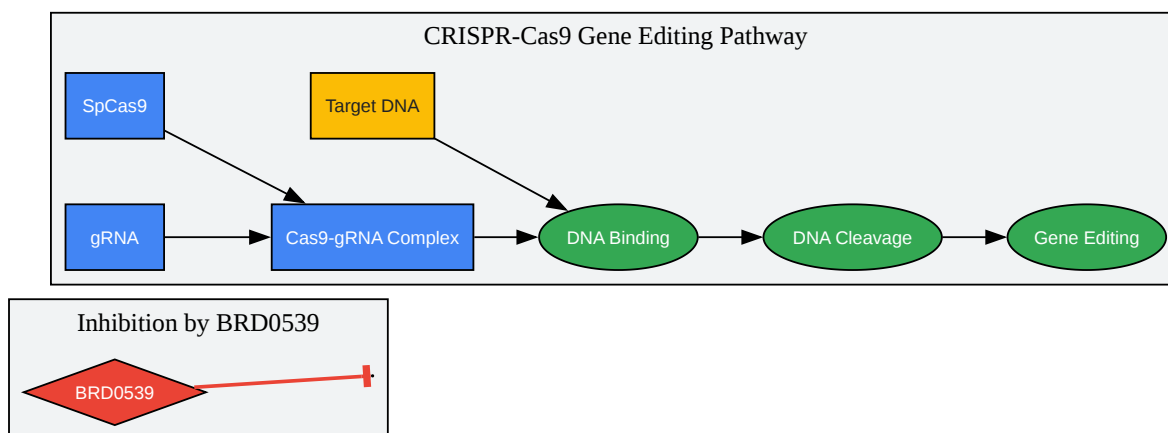 CRISPR-Cas9 Gene Editing Pathway
SpCas9
Target DNA
gRNA
Cas9-gRNA Complex
DNA Binding
DNA Cleavage
Gene Editing
Inhibition by BRD0539
BRD0539